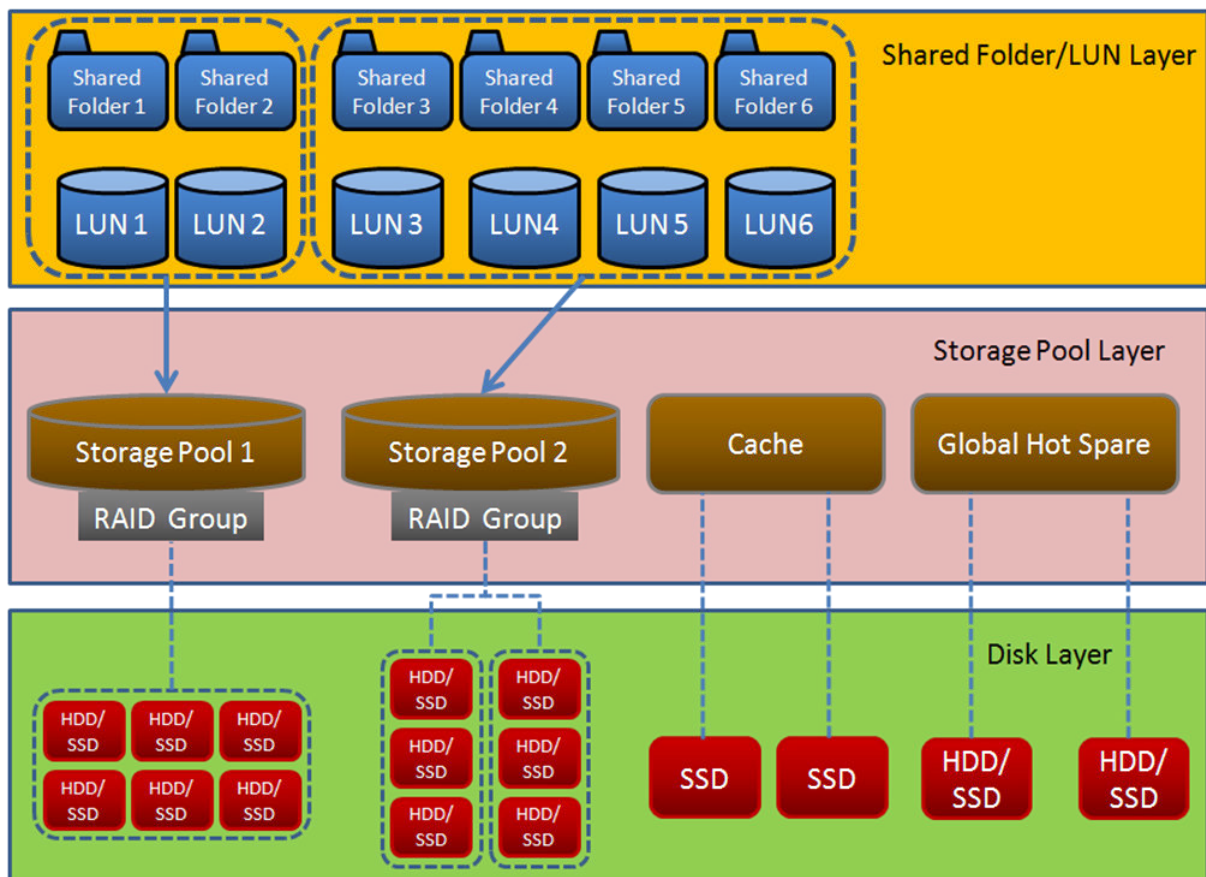 Shared Folder/LUN Layer
Shared
Folder 1
Shared
Folder 2
Shared
Folder 3
Shared
Folder 4
Shared
Folder 5
Shared
Folder 6
LUN 1
LUN 2
LUN 3
LUN4
LUN 5
LUN6
Storage Pool Layer
Storage Pool 1
Storage Pool 2
Cache
Global Hot Spare
RAID Group
RAID Group
Disk Layer
HDD/
SSD
HDD/
SSD
HDD/
SSD
HDD/
SSD
HDD/
SSD
HDD/
SSD
HDD/
SSD
HDD/
SSD
HDD/
SSD
HDD/
SSD
HDD/
SSD
HDD/
SSD
SSD
SSD
HDD/
SSD
HDD/
SSD